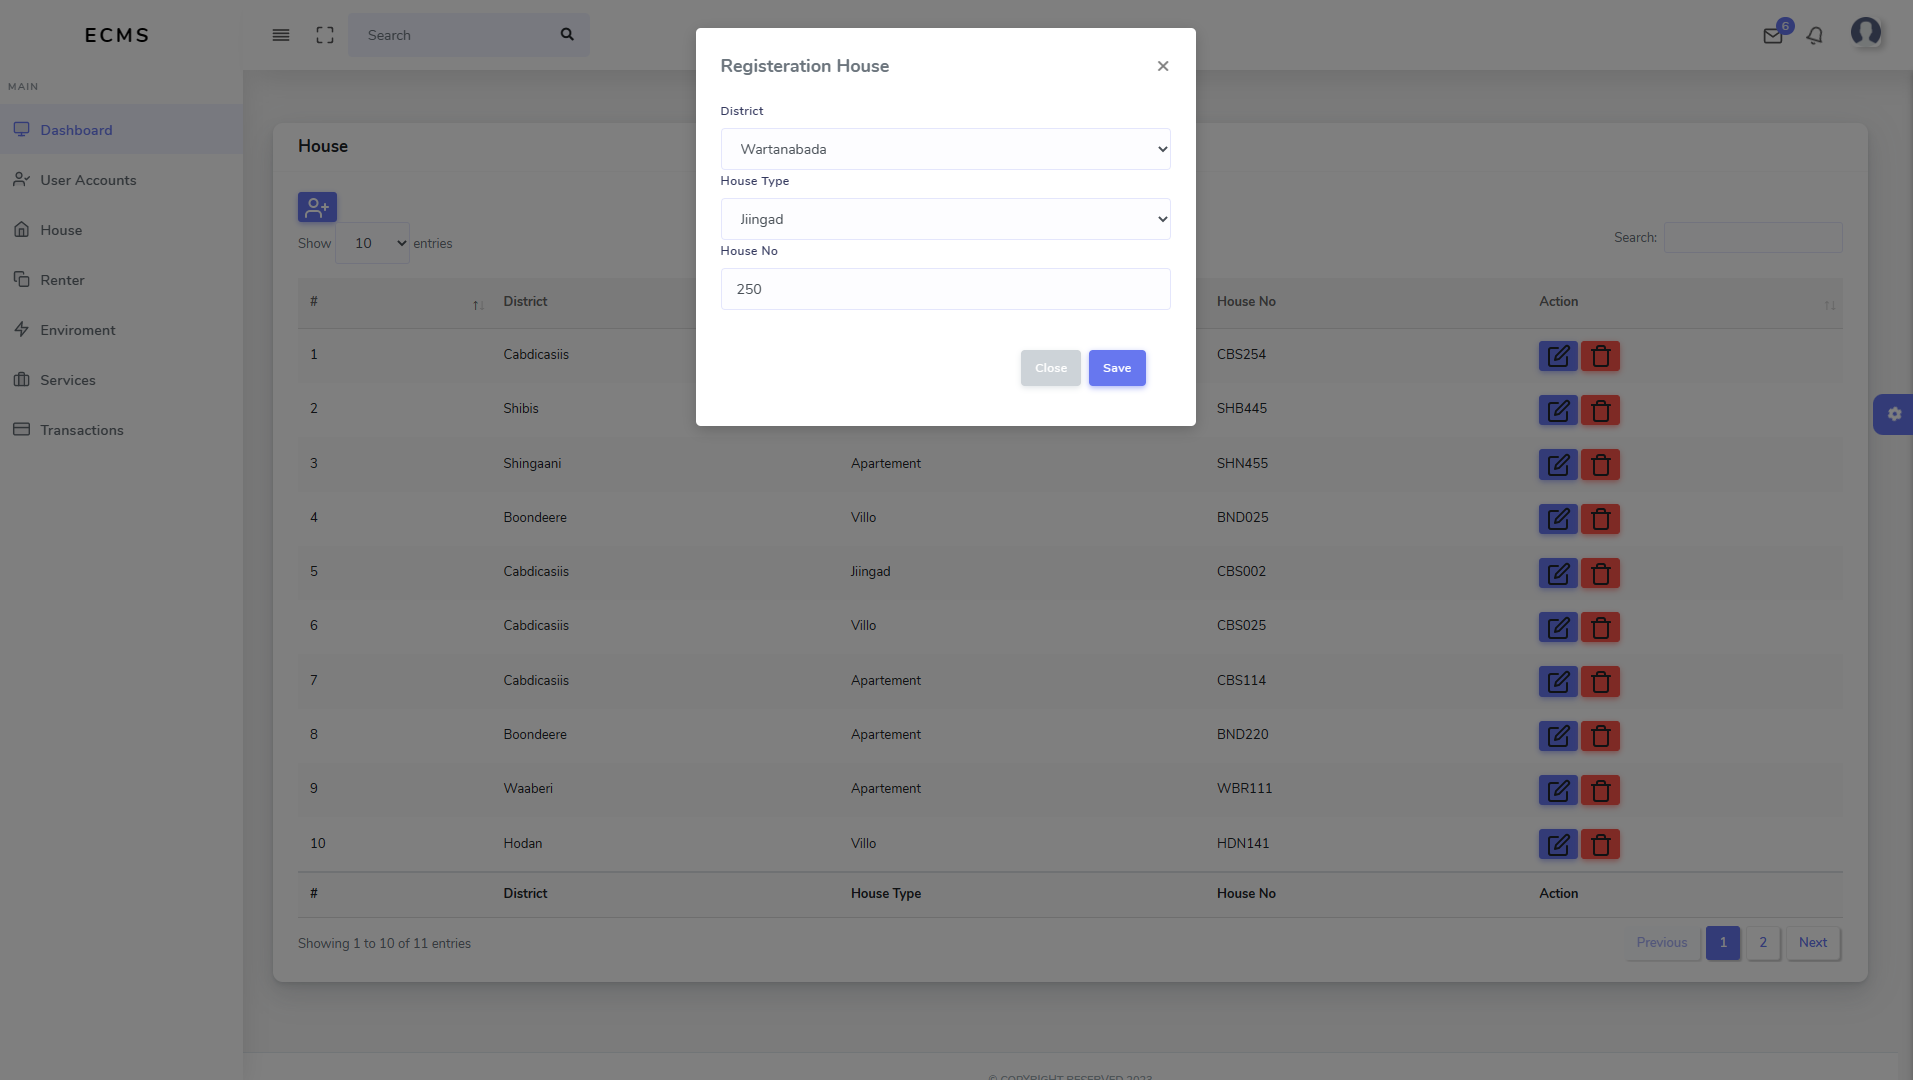 ECMS
Search
6
MAIN
Dashboard
User Accounts
House
Renter
Enviroment
Services
Transactions
Registeration House
×
District
Wartanabada
House Type
Jiingad
House No
250
Close Save
House
Show 10 entries
Search:
# District House No Action
1 Cabdicasiis CBS254
2 Shibis SHB445
3 Shingaani Apartement SHN455
4 Boondeere Villo BND025
5 Cabdicasiis Jiingad CBS002
6 Cabdicasiis Villo CBS025
7 Cabdicasiis Apartement CBS114
8 Boondeere Apartement BND220
9 Waaberi Apartement WBR111
10 Hodan Villo HDN141
# District House Type House No Action
Showing 1 to 10 of 11 entries
Previous 1 2 Next
© COPYRIGHT RESERVED 2023